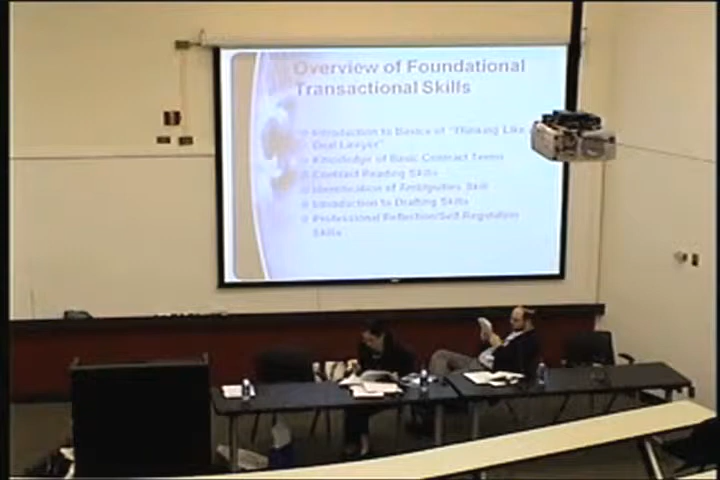 Overview of Foundational
Transactional Skills
Introduction to Basics of "Thinking Like
Deal Lawyer"
Knowledge of Basic Contract Terms
Contract Reading Skills
Identification of Ambiguities Skill
Introduction to Drafting Skills
Professional Reflection/Self Regulation
Skills